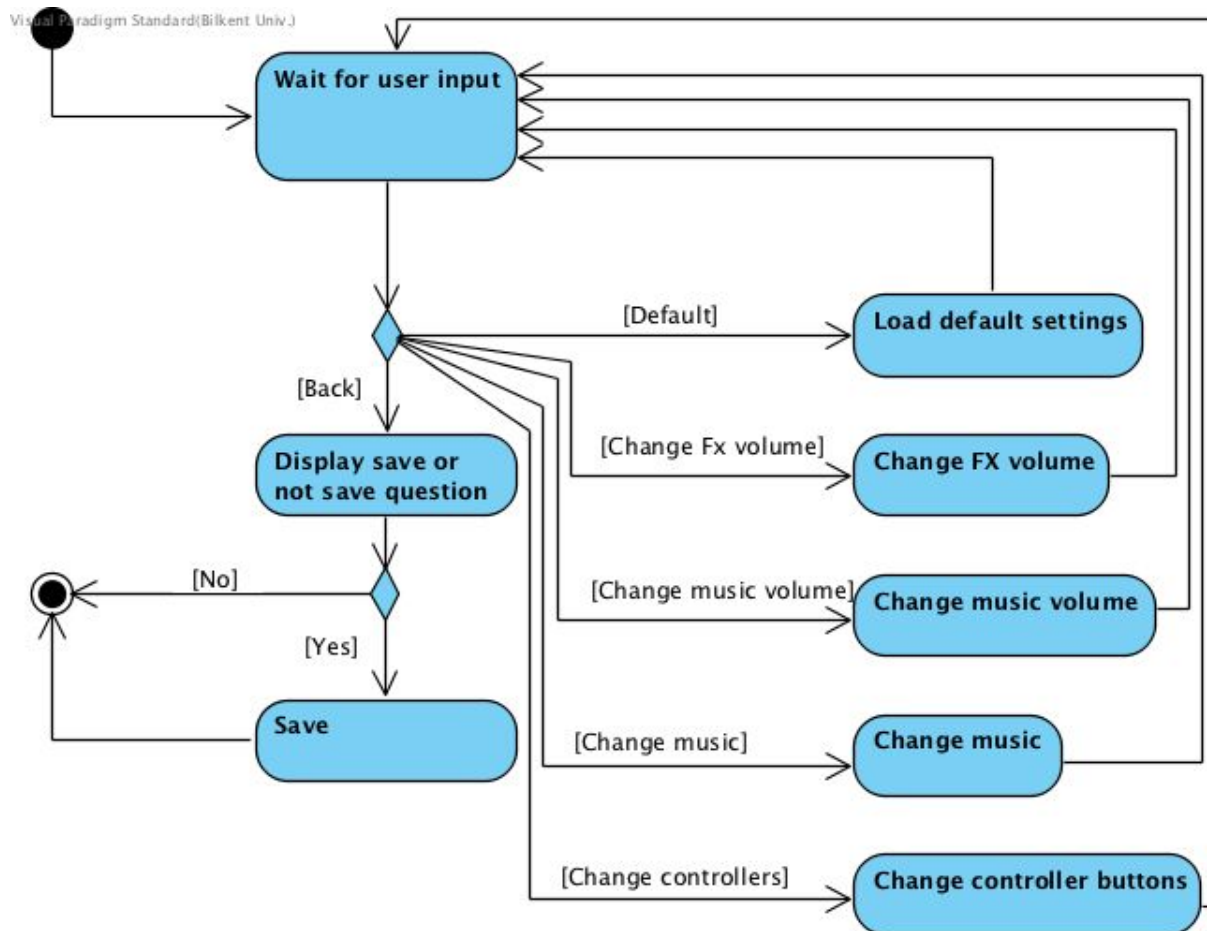 Visual Paradigm Standard(Bilkent Univ.)
Wait for user input
[Default]
Load default settings
[Back]
[Change Fx volume]
Change FX volume
Display save or
not save question
[No]
[Change music volume]
Change music volume
[Yes]
Save
[Change music]
Change music
[Change controllers]
Change controller buttons